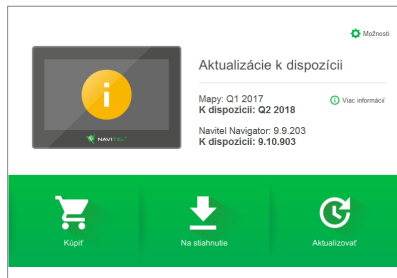 Možnosti
Aktualizácie k dispozícii
Mapy: Q1 2017
Viac informácií
K dispozícii: Q2 2018
Navitel Navigator: 9.9.203
K dispozícii: 9.10.903
NAVITEL
Kúpiť
Na stiahnutie
Aktualizovať